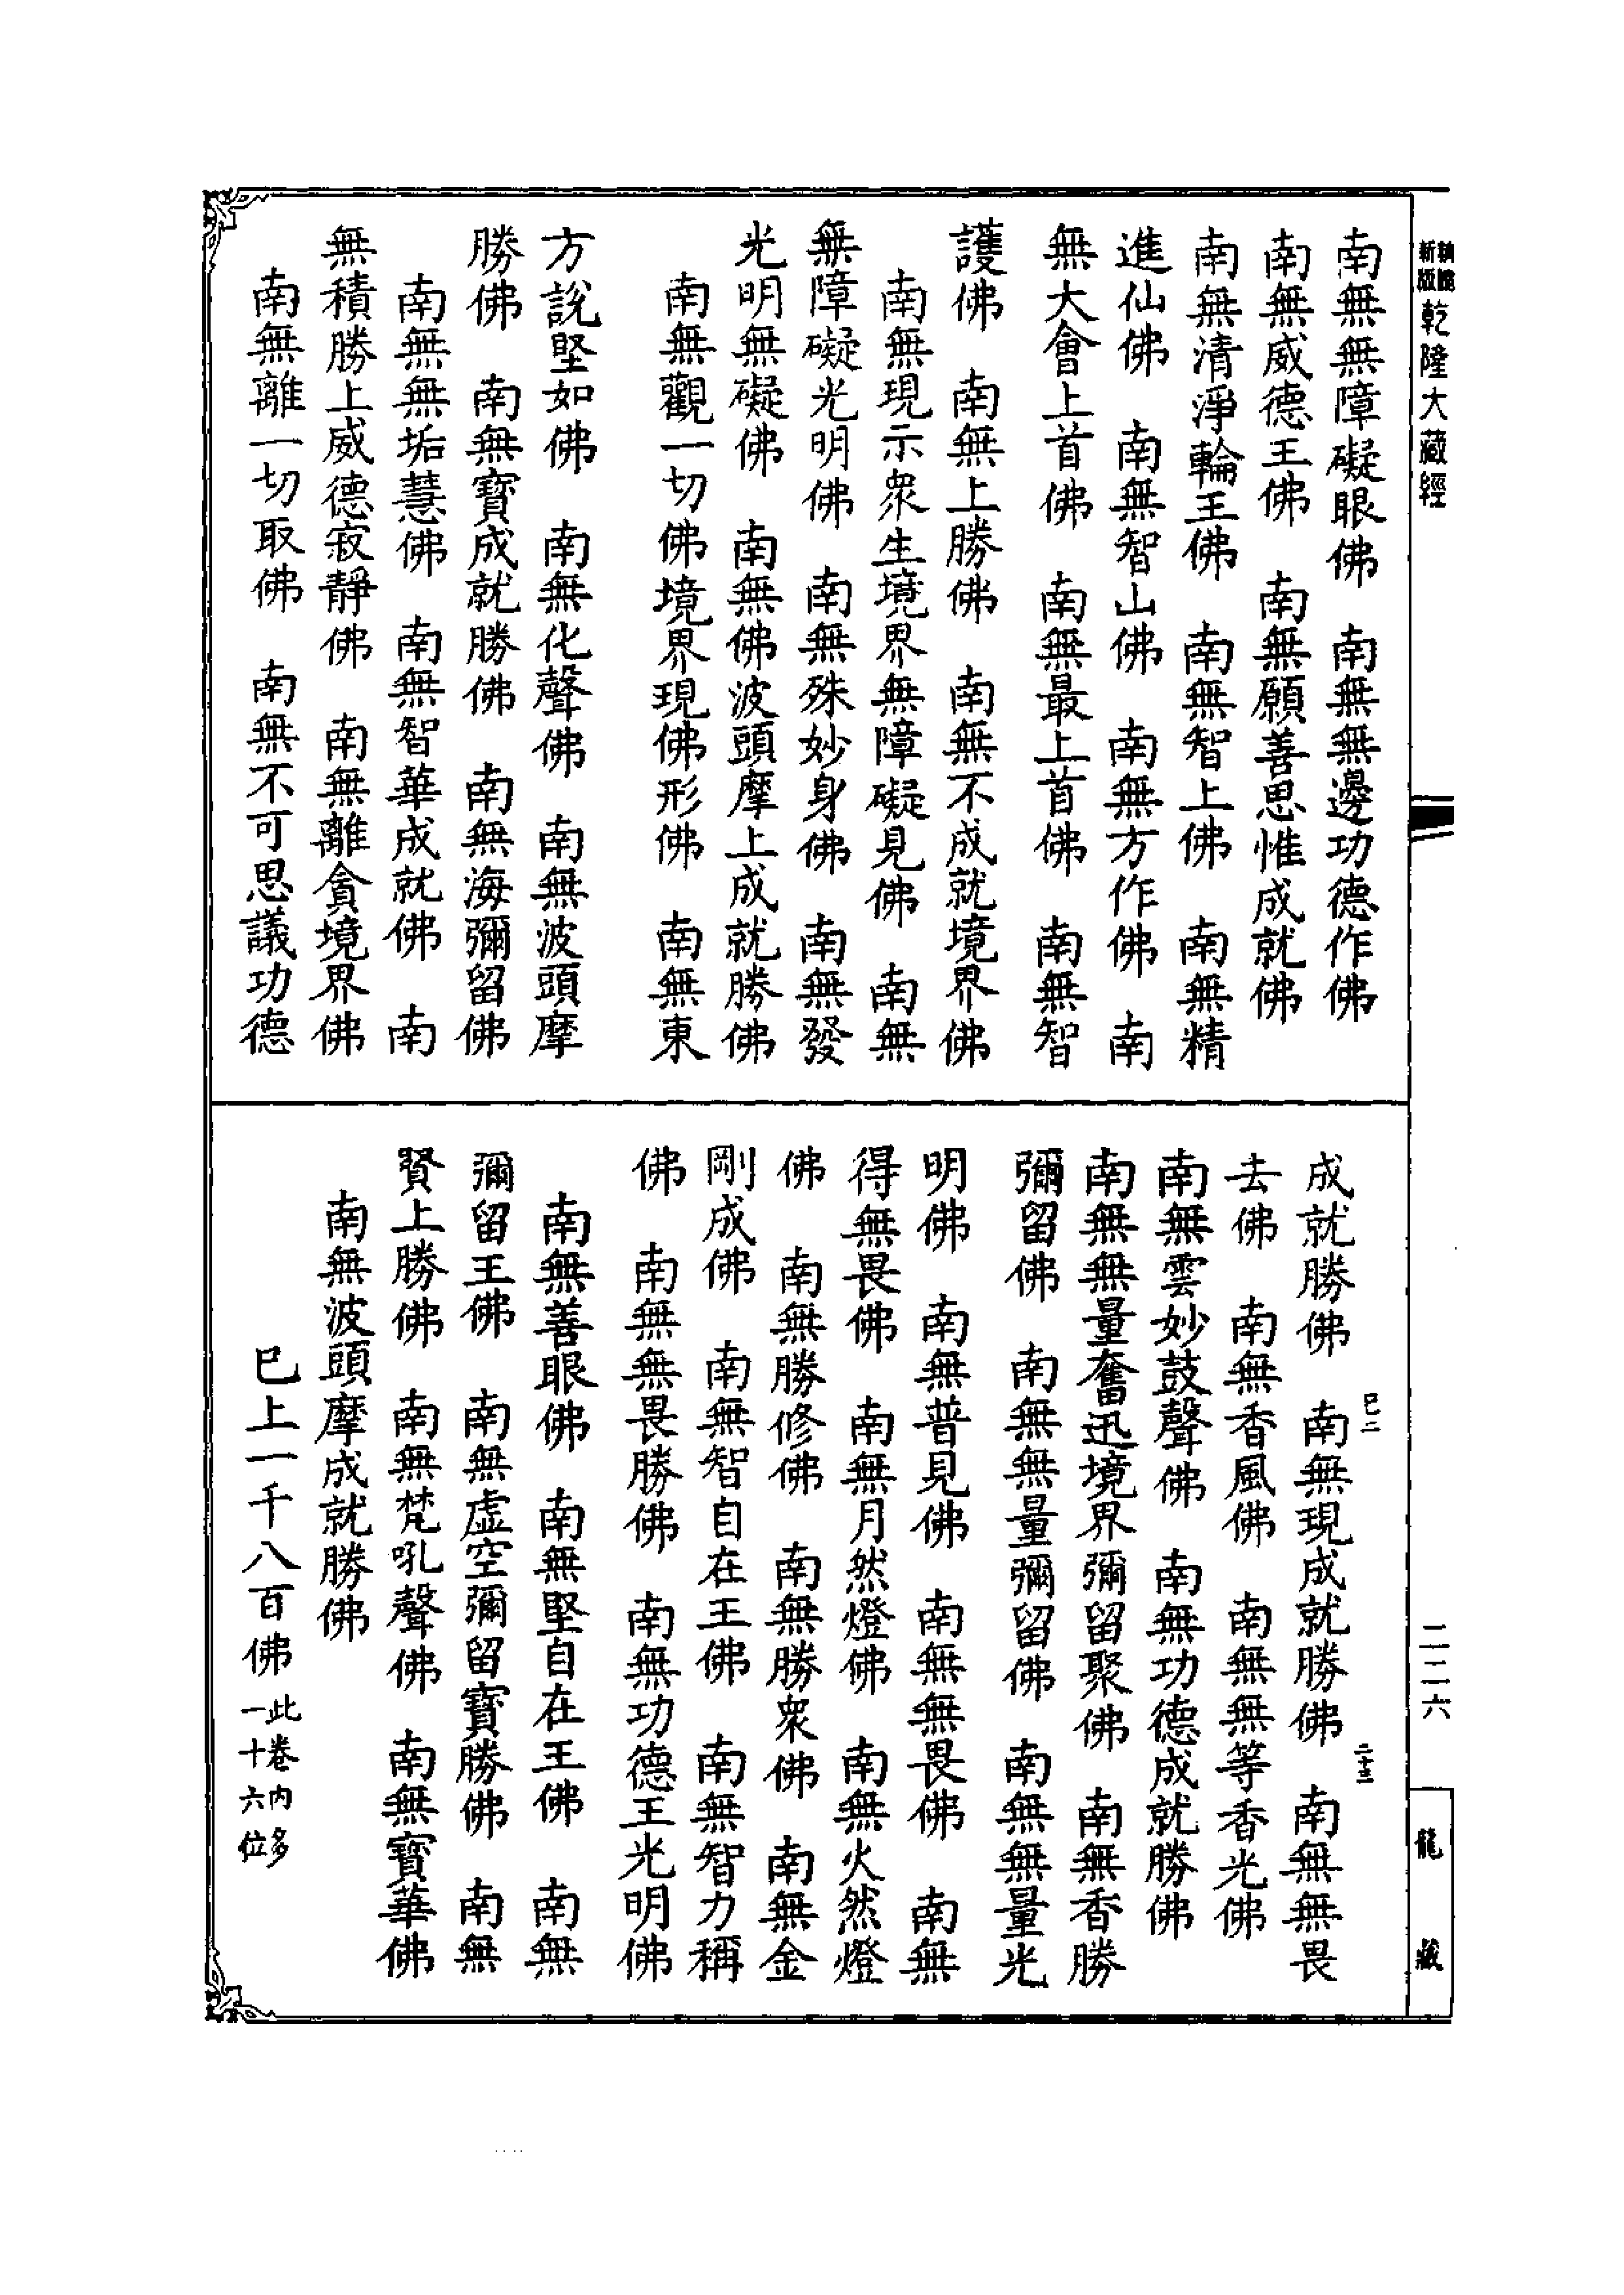 新版乾隆大藏經
南無無障礙眼佛　南無無邊功德作佛
南無威德王佛　南無願善思惟成就佛
南無清淨輪王佛　南無智上佛　南無精
進仙佛　南無智山佛　南無方作佛　南
無大會上首佛　南無最上首佛　南無智
護佛　南無上勝佛　南無不成就境界佛
南無現示衆生境界無障礙見佛　南無
無障礙光明佛　南無殊妙身佛　南無發
光明無礙佛　南無佛波頭摩上成就勝佛
南無觀一切佛境界現佛形佛　南無東
方說堅如佛　南無化聲佛　南無波頭摩
勝佛　南無寶成就勝佛　南無海彌留佛
南無無垢慧佛　南無智華成就佛　南
無積勝上威德寂靜佛　南無離貪境界佛
南無離一切取佛　南無不可思議功德
成就勝佛　南無現成就勝佛　南無無畏
去佛　南無香風佛　南無無等香光佛
南無雲妙鼓聲佛　南無功德成就勝佛
南無無量奮迅境界彌留聚佛　南無香勝
彌留佛　南無無量彌留佛　南無無量光
明佛　南無普見佛　南無無畏佛　南無
得無畏佛　南無月然燈佛　南無火然燈
佛　南無勝修佛　南無勝衆佛　南無金
剛成佛　南無智自在王佛　南無智力稱
佛　南無無畏勝佛　南無功德王光明佛
南無善眼佛　南無堅自在王佛　南無
彌留王佛　南無虛空彌留寶勝佛　南無
賢上勝佛　南無梵吼聲佛　南無寶華佛
南無波頭摩成就勝佛
已上一千八百佛此卷内多一十六位
巳二
二十三
二二六
龍藏